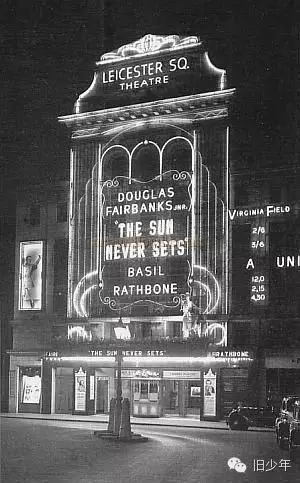 LEICESTER SQ.
THEATRE
DOUGLAS
FAIRBANKS JNR.
'THE SUN
NEVER SETS'
BASIL
RATHBONE
VIRGINIA FIELD
2/6
3/6
A UNI
12.0
2.15
4.30
"THE SUN NEVER SETS"
RATHBONE
旧少年